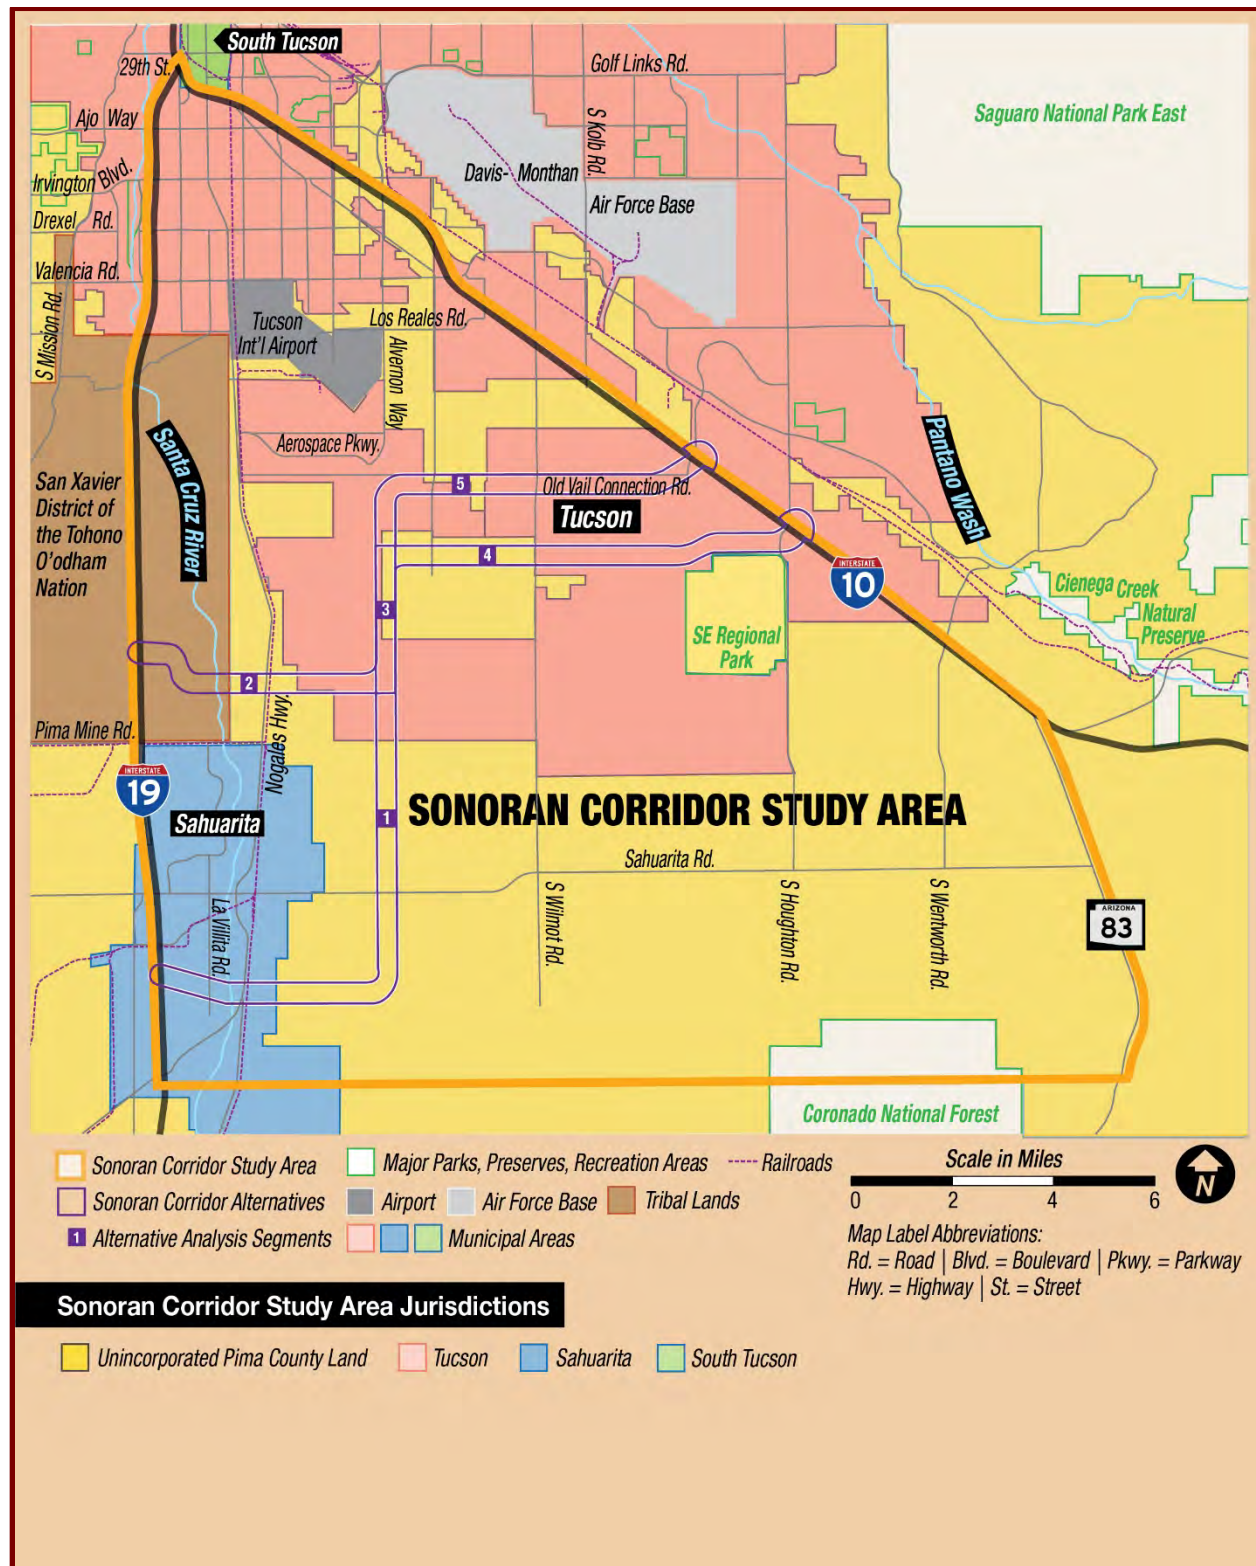 South Tucson
29th St.
Golf Links Rd.
Ajo Way
S Kolb Rd.
Saguaro National Park East
Irvington Blvd.
Davis- Monthan
Air Force Base
Drexel Rd.
Valencia Rd.
S Mission Rd.
Tucson
Int'l Airport
Los Reales Rd.
Alvernon Way
Santa Cruz River
Aerospace Pkwy.
Pantano Wash
San Xavier
District of
the Tohono
O'odham
Nation
5
Old Vail Connection Rd.
Tucson
4
INTERSTATE
10
3
Cienega Creek
Natural
Preserve
SE Regional
Park
2
Nogales Hwy.
Pima Mine Rd.
INTERSTATE
19
Sahuarita
1
SONORAN CORRIDOR STUDY AREA
Sahuarita Rd.
La Villita Rd.
S Wilmot Rd.
S Houghton Rd.
S Wentworth Rd.
ARIZONA
83
Coronado National Forest
Sonoran Corridor Study Area
Major Parks, Preserves, Recreation Areas
Railroads
Scale in Miles
N
Sonoran Corridor Alternatives
Airport
Air Force Base
Tribal Lands
0 2 4 6
1 Alternative Analysis Segments
Municipal Areas
Map Label Abbreviations:
Rd. = Road | Blvd. = Boulevard | Pkwy. = Parkway
Hwy. = Highway | St. = Street
Sonoran Corridor Study Area Jurisdictions
Unincorporated Pima County Land
Tucson
Sahuarita
South Tucson